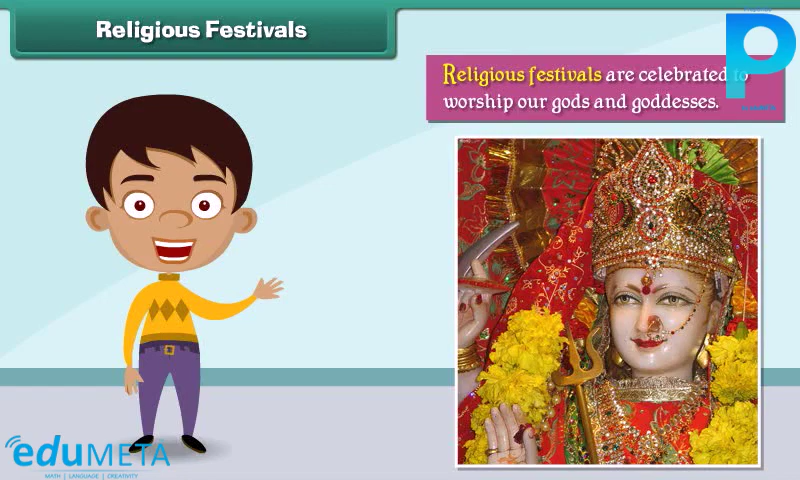 Religious Festivals
Religious festivals are celebrated to
worship our gods and goddesses.
eduMETA
MATH | LANGUAGE | CREATIVITY